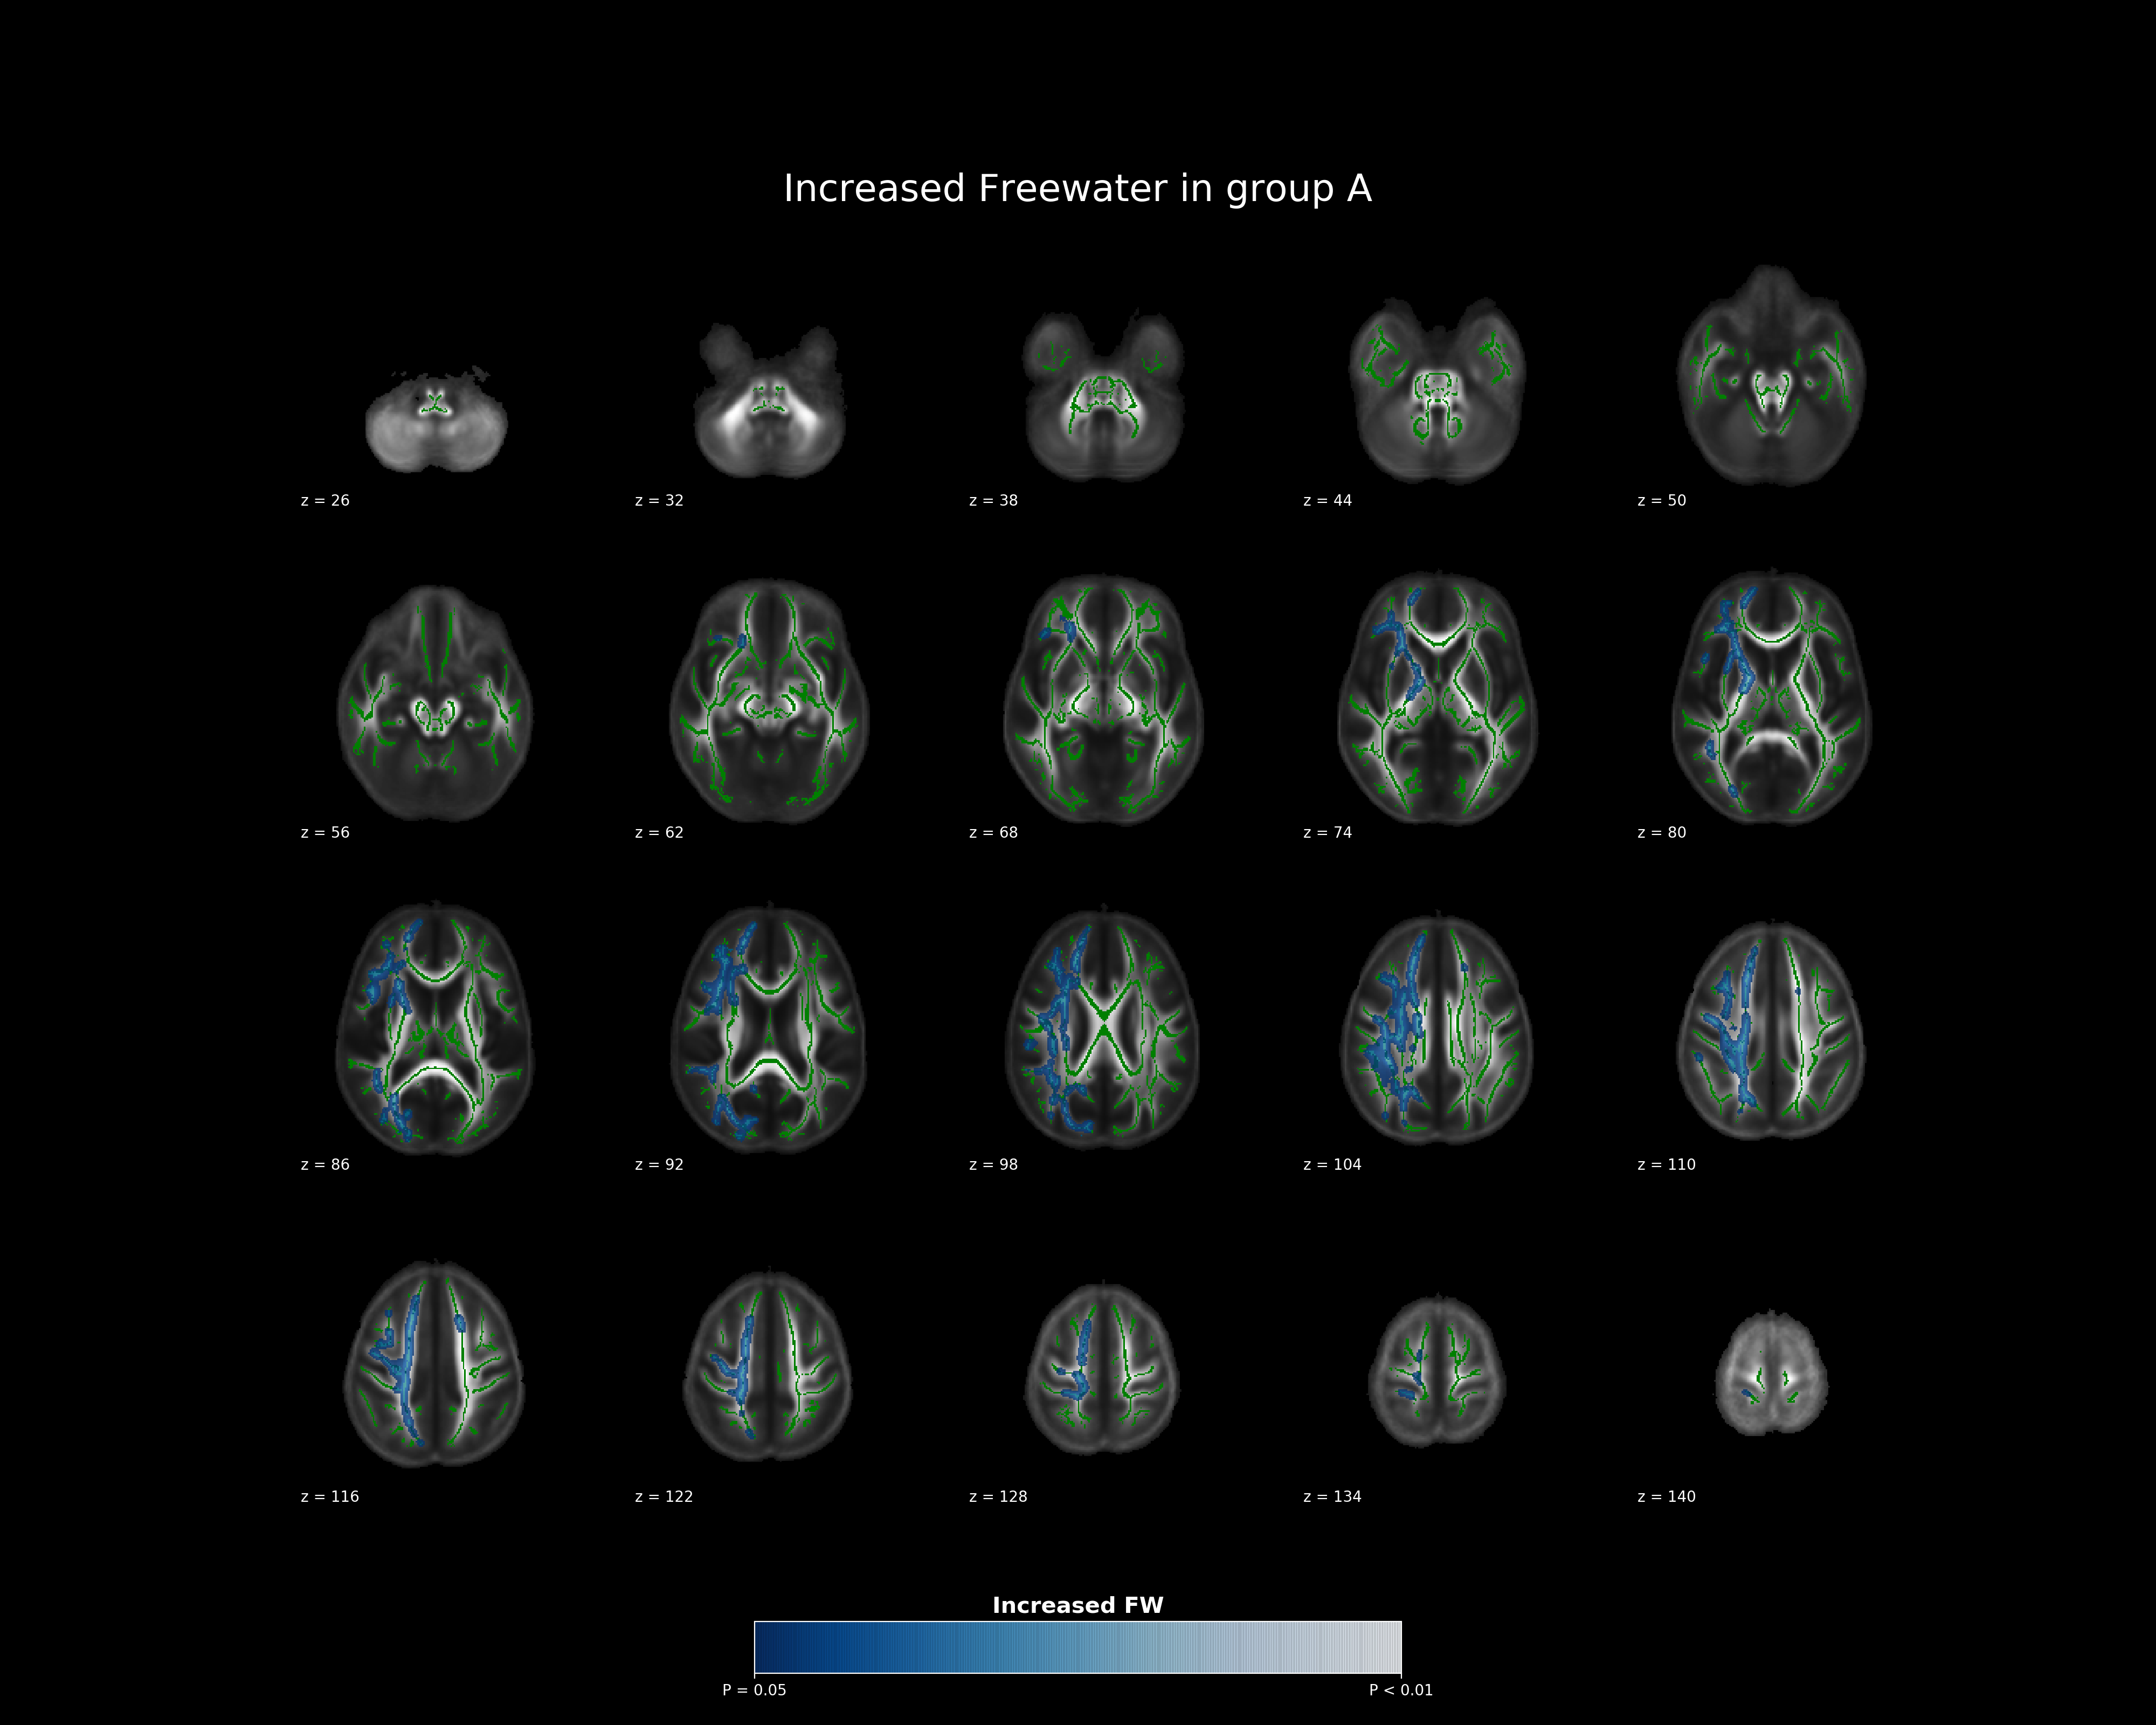 Increased Freewater in group A
z = 26
z = 32
z = 38
z = 44
z = 50
z = 56
z = 62
z = 68
z = 74
z = 80
z = 86
z = 92
z = 98
z = 104
z = 110
z = 116
z = 122
z = 128
z = 134
z = 140
Increased FW
P = 0.05
P < 0.01